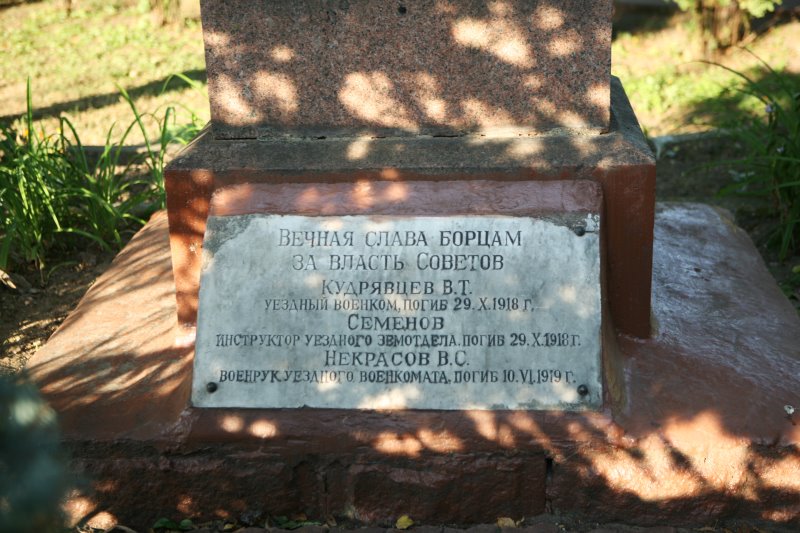 Вечная слава борцам
за власть Советов
Кудрявцев В.Т.
уездный военком, погиб 29.X.1918 г.
Семенов
инструктор уездного земотдела. погиб 29.X.1918 г.
Некрасов В.С.
военрук уездного военкомата, погиб 10.VI.1919 г.